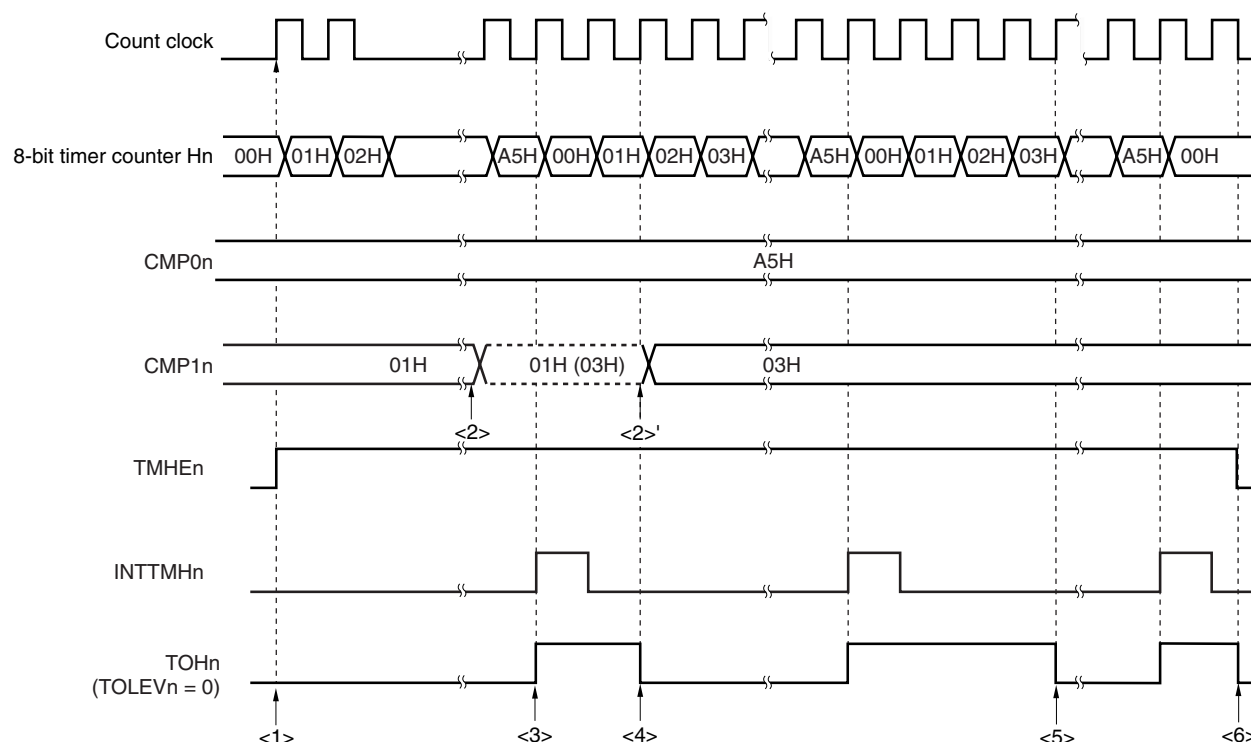 Count clock
8-bit timer counter Hn 00H 01H 02H A5H 00H 01H 02H 03H A5H 00H 01H 02H 03H A5H 00H
CMP0n A5H
CMP1n 01H 01H (03H) 03H
<2> <2>'
TMHEn
INTTMHn
TOHn
(TOLEVn = 0)
<1> <3> <4> <5> <6>